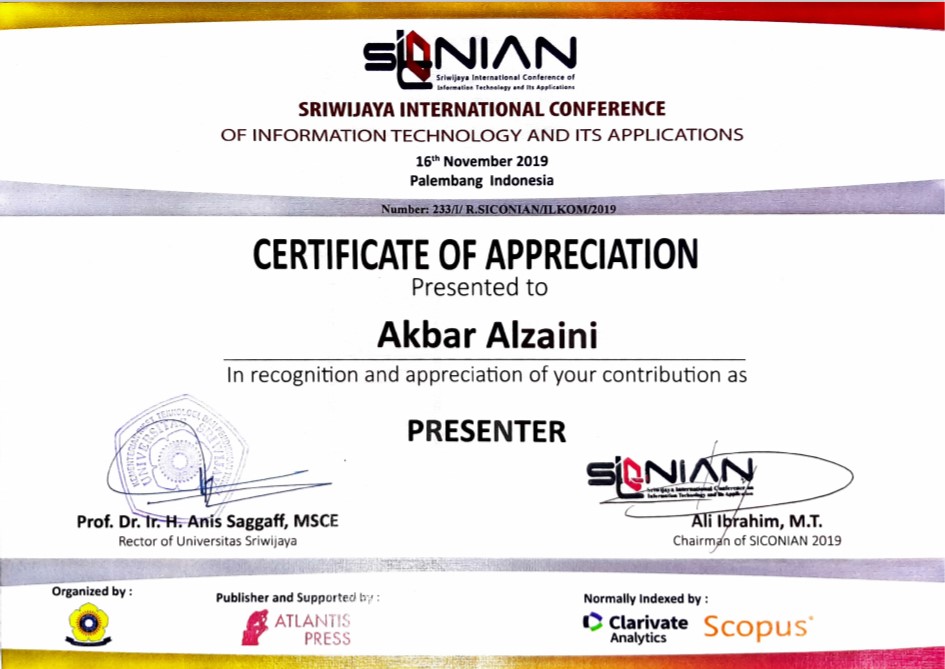 SICONIAN
Sriwijaya International Conference of
Information Technology and Its Applications
SRIWIJAYA INTERNATIONAL CONFERENCE
OF INFORMATION TECHNOLOGY AND ITS APPLICATIONS
16th November 2019
Palembang Indonesia
Number: 233/I/ R.SICONIAN/ILKOM/2019
CERTIFICATE OF APPRECIATION
Presented to
Akbar Alzaini
In recognition and appreciation of your contribution as
PRESENTER
UNIVERSITAS SRIWIJAYA
Prof. Dr. Ir. H. Anis Saggaff, MSCE
Rector of Universitas Sriwijaya
SICONIAN
Sriwijaya International Conference
Information Technology and Its Application
Ali Ibrahim, M.T.
Chairman of SICONIAN 2019
Organized by :
Publisher and Supported by :
ATLANTIS
PRESS
Normally Indexed by :
Clarivate
Analytics
Scopus®